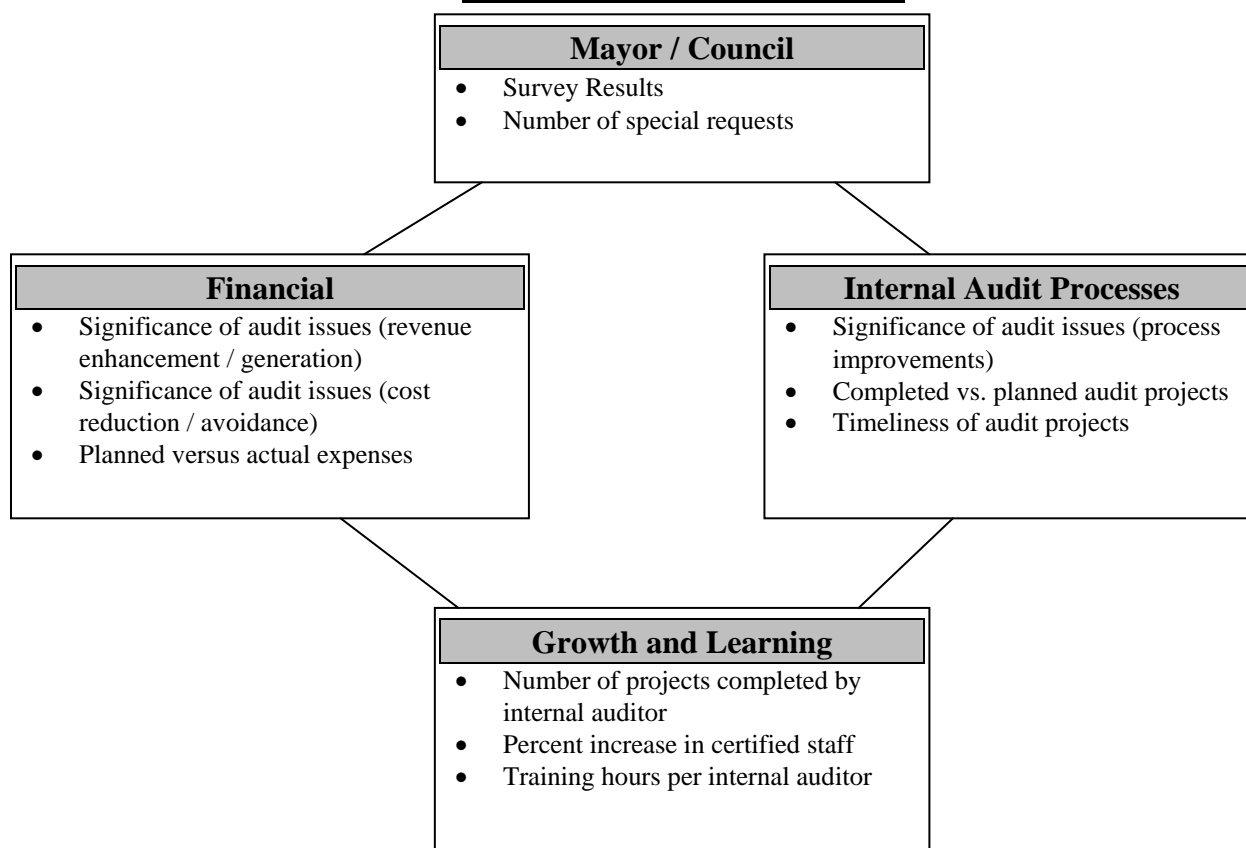 Mayor / Council
• Survey Results
• Number of special requests
Financial
• Significance of audit issues (revenue
enhancement / generation)
• Significance of audit issues (cost
reduction / avoidance)
• Planned versus actual expenses
Internal Audit Processes
• Significance of audit issues (process
improvements)
• Completed vs. planned audit projects
• Timeliness of audit projects
Growth and Learning
• Number of projects completed by
internal auditor
• Percent increase in certified staff
• Training hours per internal auditor